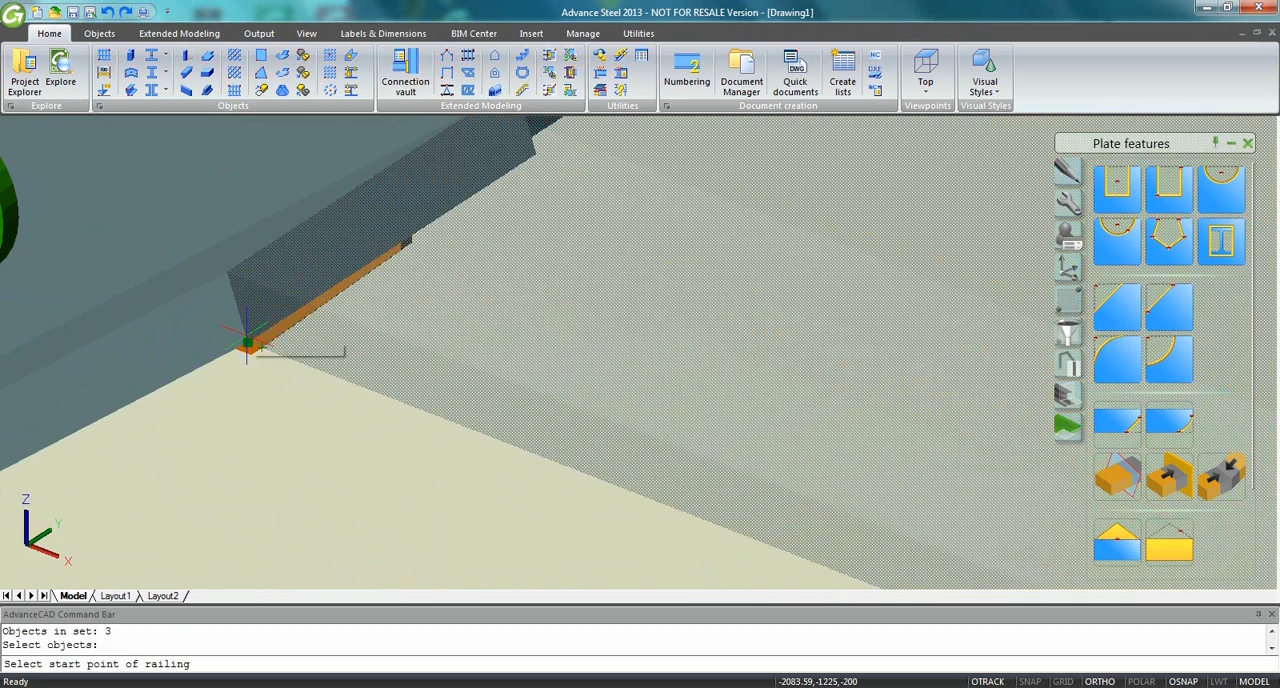 Advance Steel 2013 - NOT FOR RESALE Version - [Drawing1]
Home Objects Extended Modeling Output View Labels & Dimensions BIM Center Insert Manage Utilities
Project Explorer
Explore
Connection vault
Numbering
Document Manager
Quick documents
Create lists
Top
Visual Styles
Explore Objects Extended Modeling Utilities Document creation Viewpoints Visual Styles
Plate features
Z
Y
X
Model Layout1 Layout2
AdvanceCAD Command Bar
Objects in set: 3
Select objects:
Select start point of railing
Ready -2083.59,-1225,-200 OTRACK SNAP GRID ORTHO POLAR OSNAP LWT MODEL